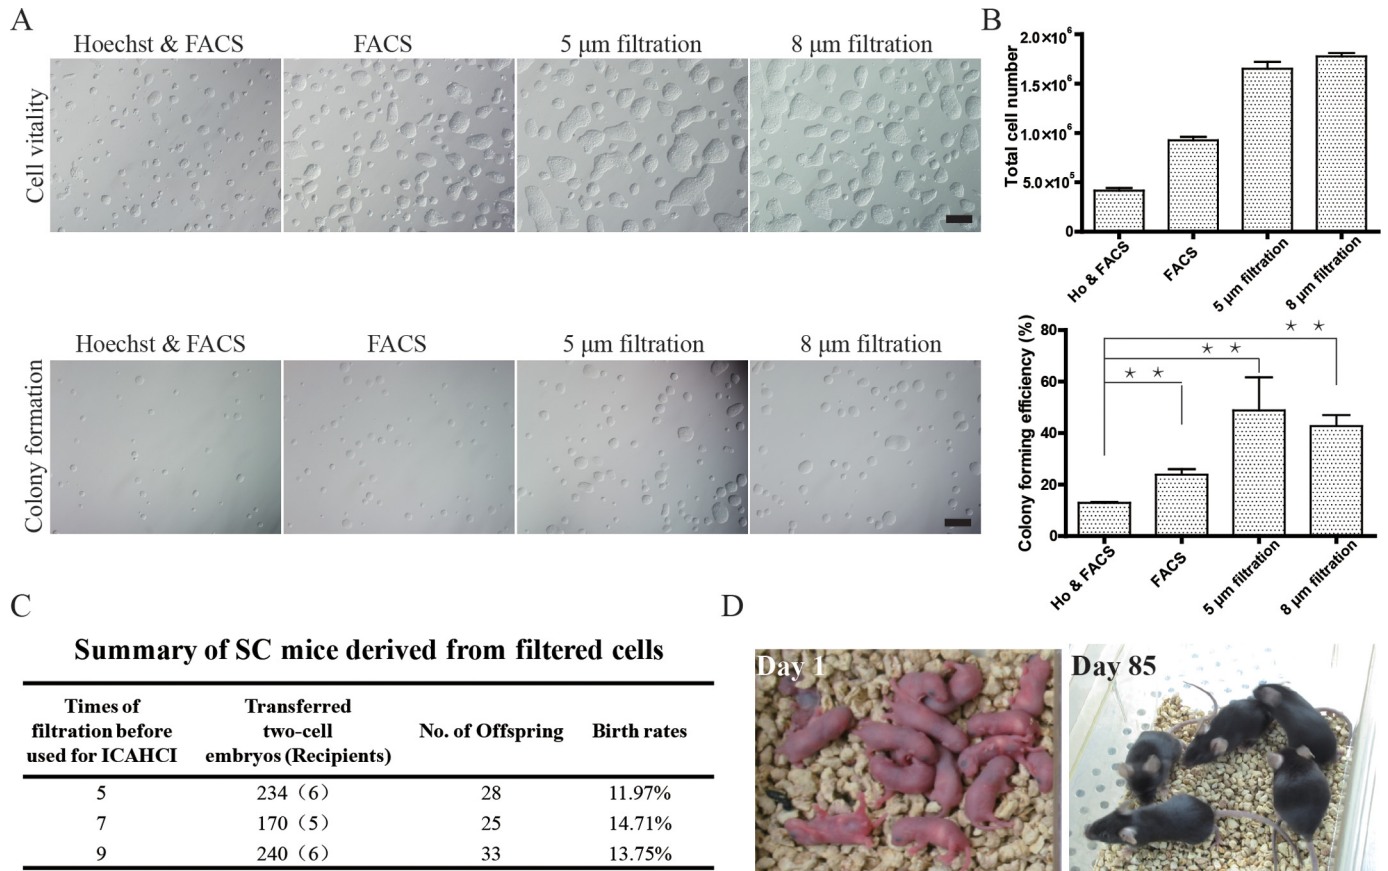 A
Hoechst & FACS
FACS
5 μm filtration
8 μm filtration
Cell vitality
Hoechst & FACS
FACS
5 μm filtration
8 μm filtration
Colony formation
B
Total cell number
2.0×10⁶
1.5×10⁶
1.0×10⁶
5.0×10⁵
0
Ho & FACS
FACS
5 μm filtration
8 μm filtration
Colony forming efficiency (%)
80
60
40
20
0
★ ★
★ ★
★ ★
Ho & FACS
FACS
5 μm filtration
8 μm filtration
C
Summary of SC mice derived from filtered cells
Times of filtration before used for ICAHCI
Transferred two-cell embryos (Recipients)
No. of Offspring
Birth rates
5 234（6） 28 11.97%
7 170（5） 25 14.71%
9 240（6） 33 13.75%
D
Day 1
Day 85